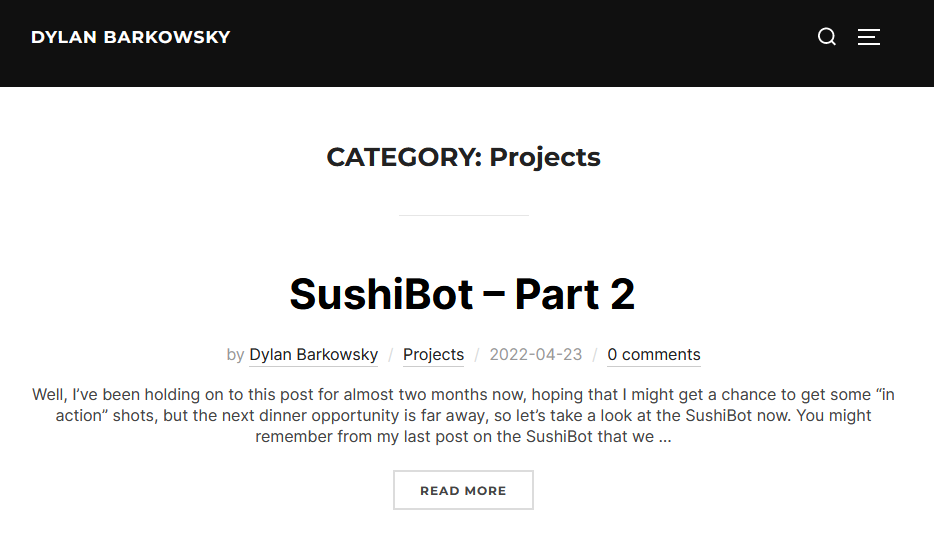 DYLAN BARKOWSKY
CATEGORY: Projects
SushiBot – Part 2
by Dylan Barkowsky / Projects / 2022-04-23 / 0 comments
Well, I’ve been holding on to this post for almost two months now, hoping that I might get a chance to get some “in
action” shots, but the next dinner opportunity is far away, so let’s take a look at the SushiBot now. You might
remember from my last post on the SushiBot that we …
READ MORE